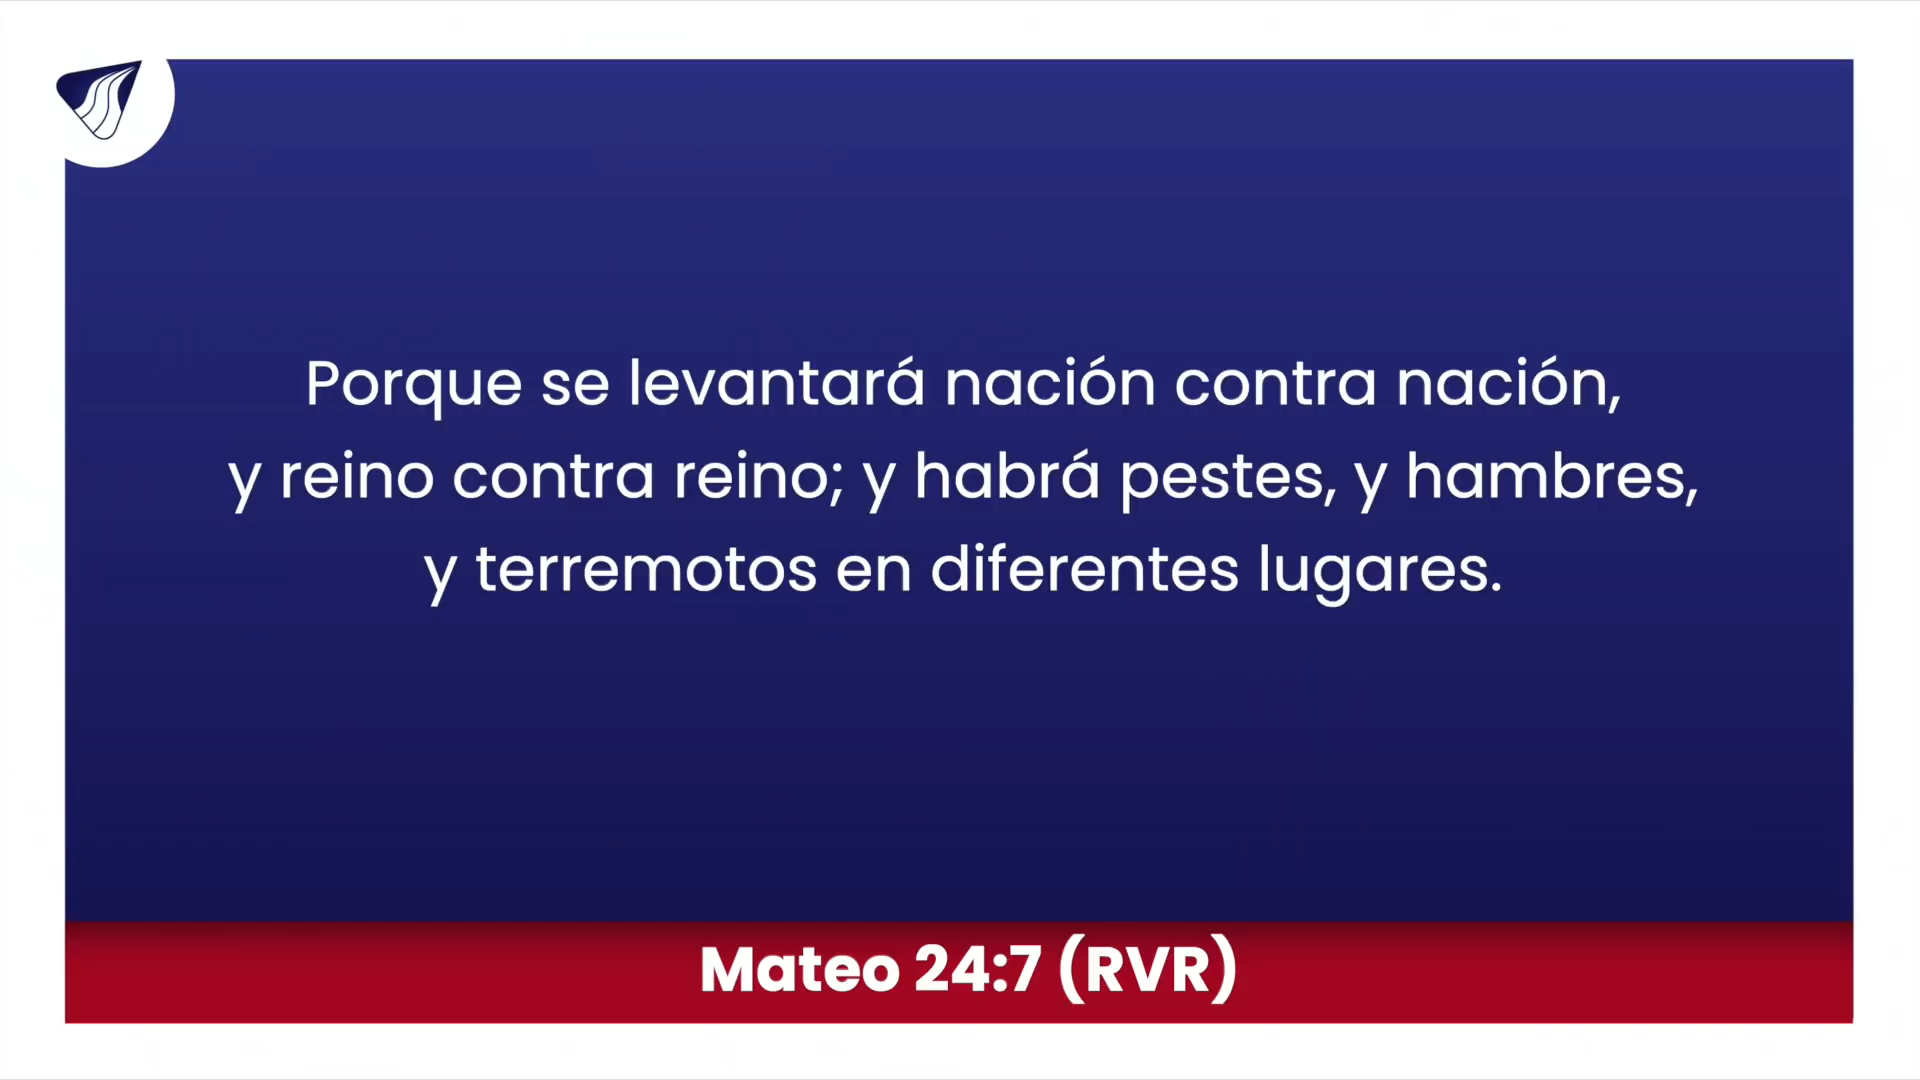 Porque se levantará nación contra nación,
y reino contra reino; y habrá pestes, y hambres,
y terremotos en diferentes lugares.
Mateo 24:7 (RVR)